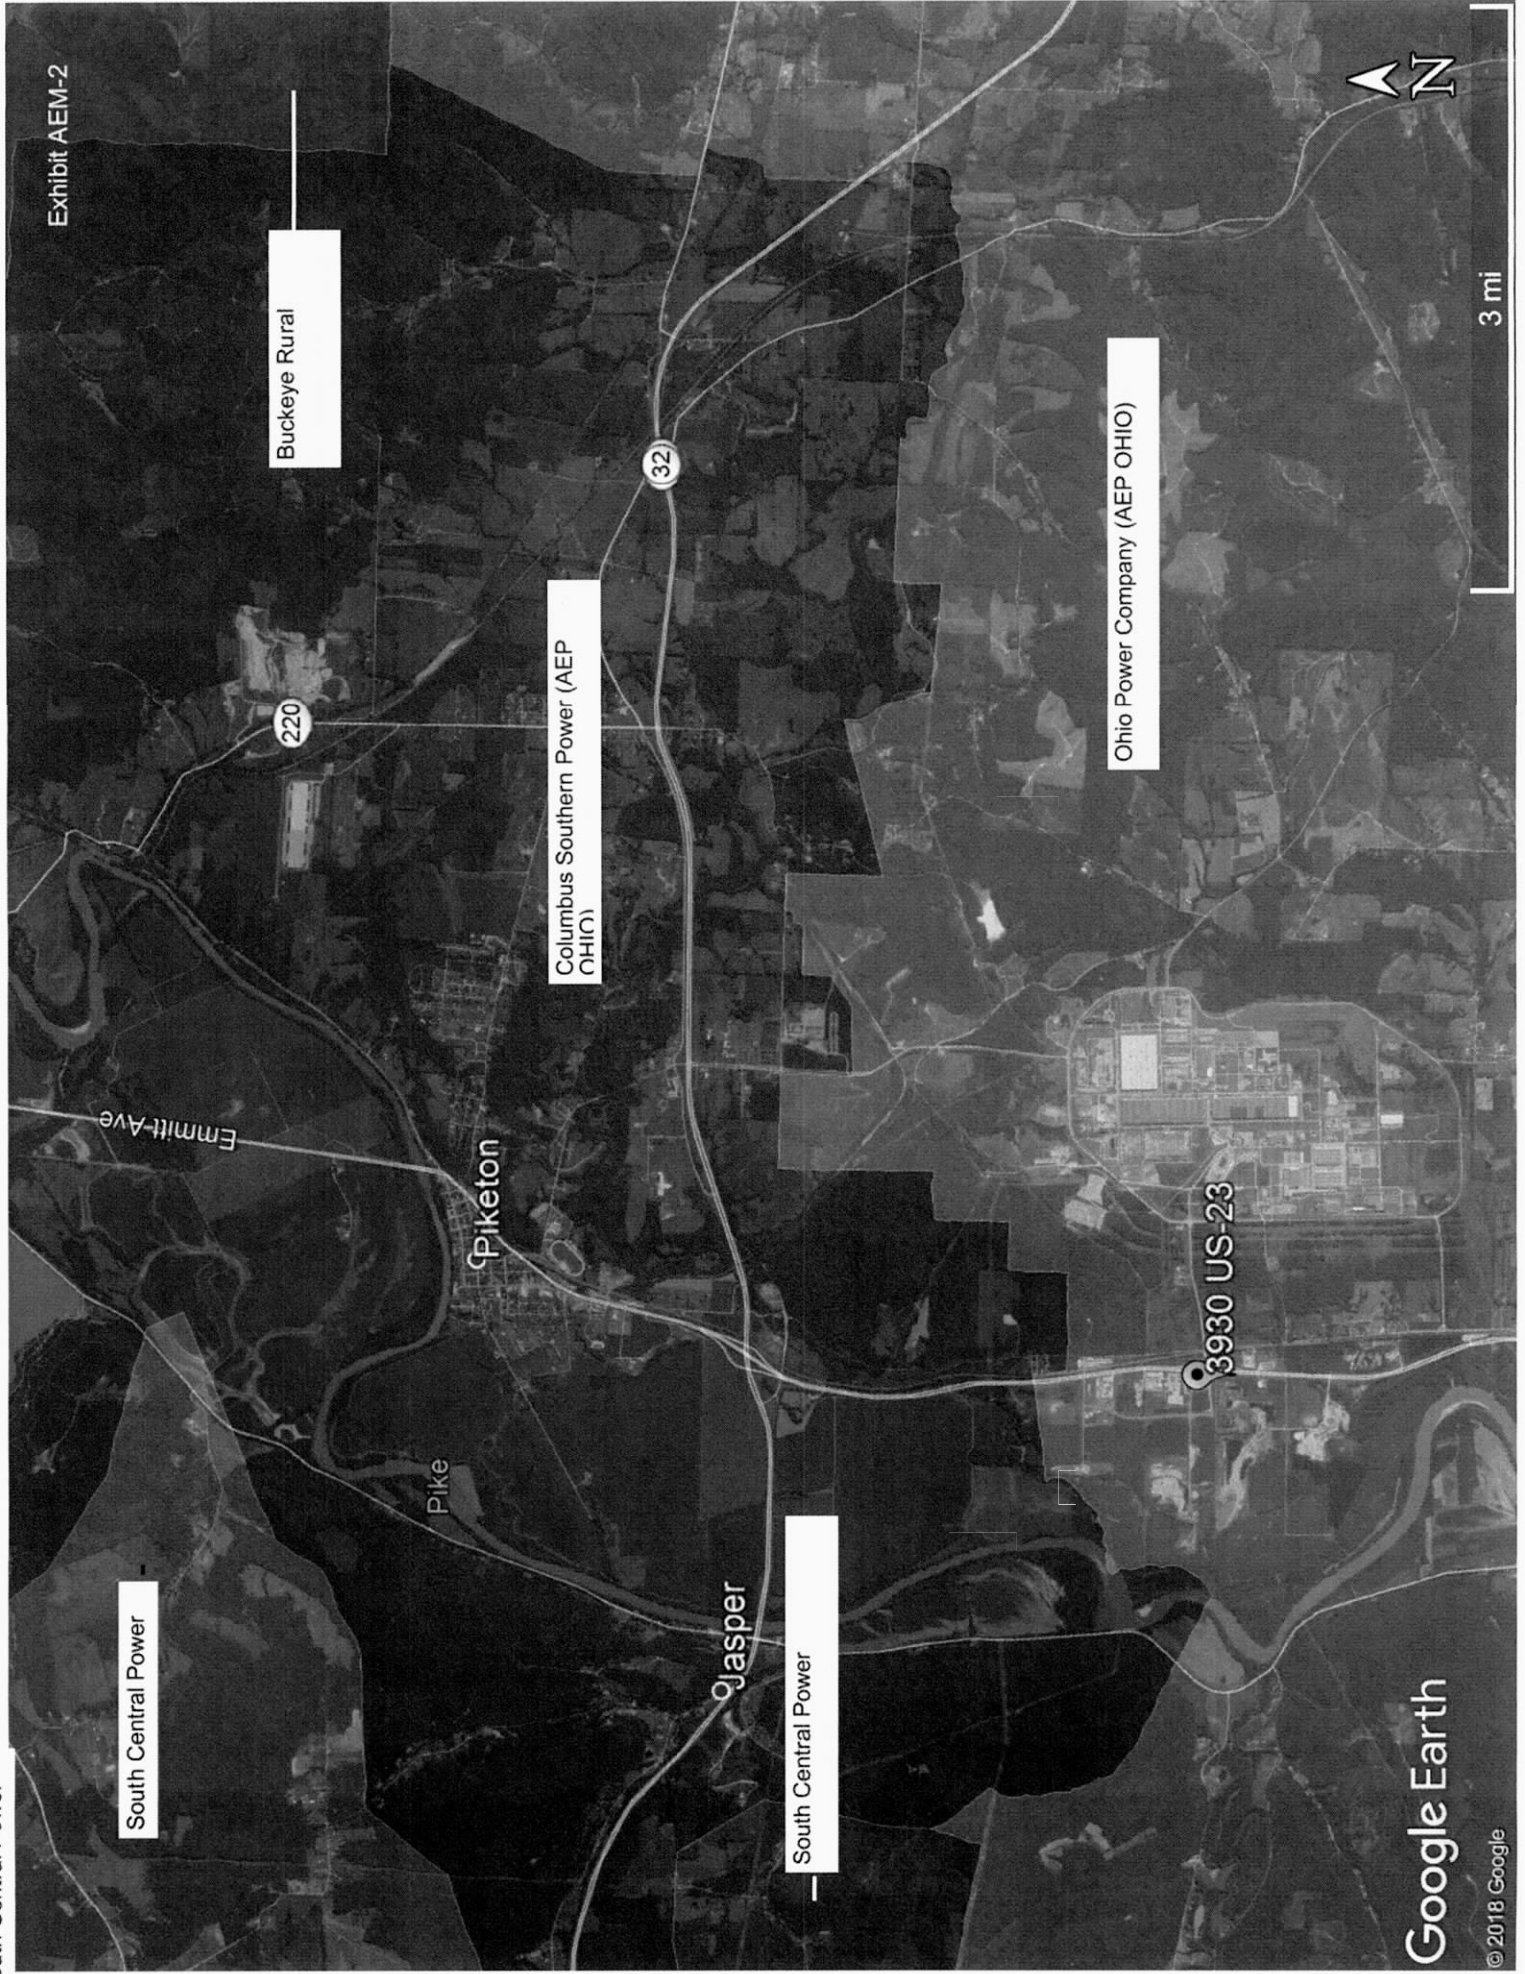 Exhibit AEM-2
South Central Power
Emmitt Ave
Buckeye Rural
220
Pike
Piketon
Columbus Southern Power (AEP
OHIO)
32
Jasper
South Central Power
Ohio Power Company (AEP OHIO)
3930 US-23
Google Earth
N
© 2018 Google
3 mi